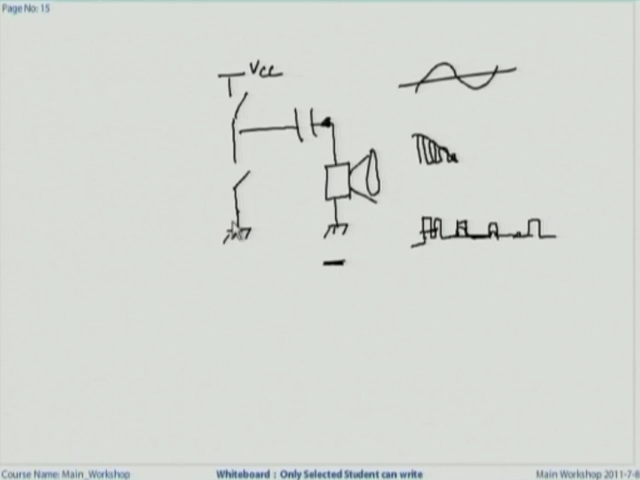 Page No: 15
Vcc
Course Name: Main_Workshop
Whiteboard : Only Selected Student can write
Main Workshop 2011-7-8